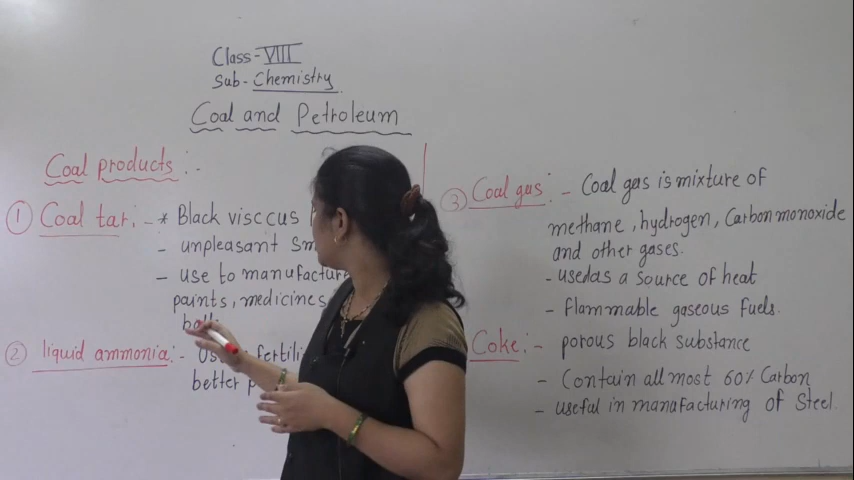 Class-VIII
Sub- Chemistry
Coal and Petroleum
Coal products :-
① Coal tar: - * Black visccus
- unpleasant
- use to manufacture
paints, medicines
② liquid ammonia :-
better
③ Coal gas: - Coal gas is mixture of
methane, hydrogen, Carbon monoxide
and other gases.
- used as a source of heat
- flammable gaseous fuels.
Coke: - porous black substance
- Contain all most 60% Carbon
- useful in manafacturing of Steel.